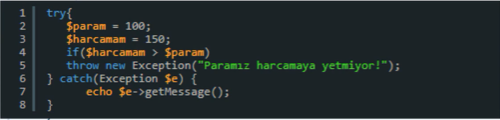 1 try{
2 $param = 100;
3 $harcamam = 150;
4 if($harcamam > $param)
5 throw new Exception("Paramız harcamaya yetmiyor!");
6 } catch(Exception $e) {
7 echo $e->getMessage();
8 }